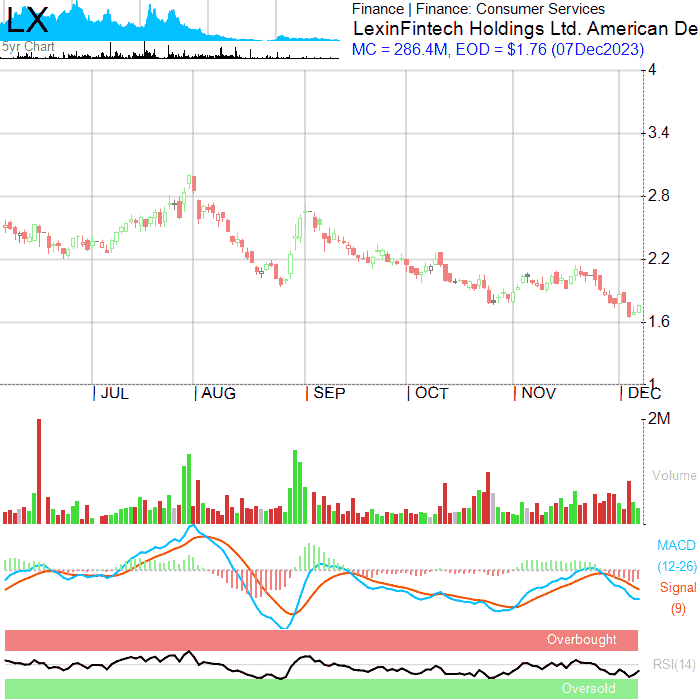 LX
5yr Chart
Finance | Finance: Consumer Services
LexinFintech Holdings Ltd. American De
MC = 286.4M, EOD = $1.76 (07Dec2023)
4
3.4
2.8
2.2
1.6
1
JUL
AUG
SEP
OCT
NOV
DEC
2M
Volume
MACD
(12-26)
Signal
(9)
Overbought
RSI(14)
Oversold